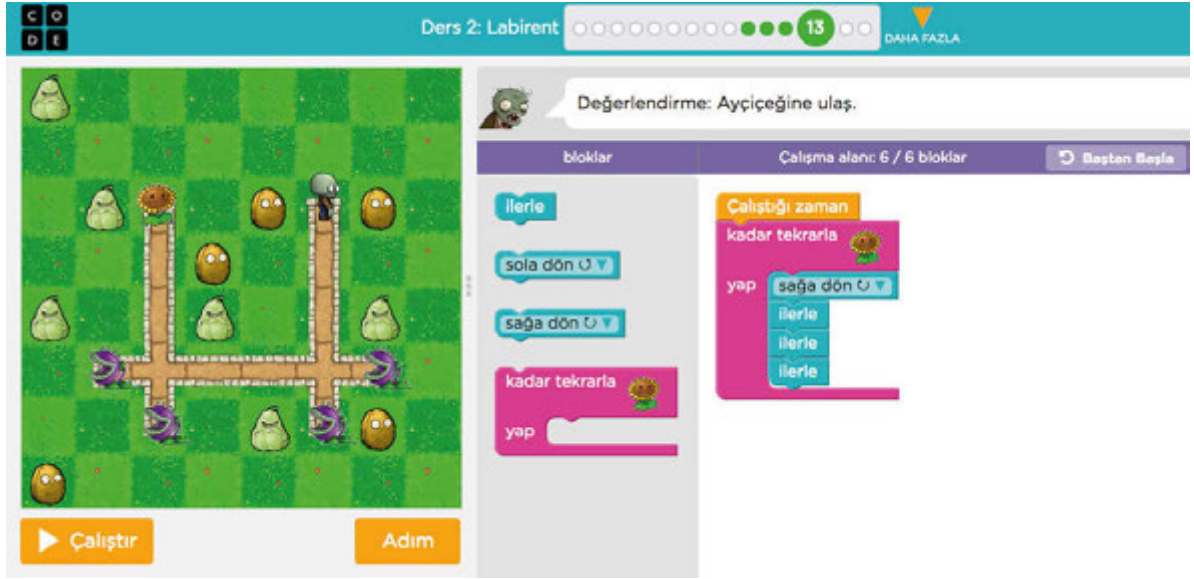 C O
D E
Ders 2: Labirent
13
DAHA FAZLA
Değerlendirme: Ayçiçeğine ulaş.
bloklar
Çalışma alanı: 6 / 6 bloklar
Baştan Başla
ilerle
sola dön
sağa dön
kadar tekrarla
yap
Çalıştığı zaman
kadar tekrarla
yap
sağa dön
ilerle
ilerle
ilerle
Çalıştır
Adım